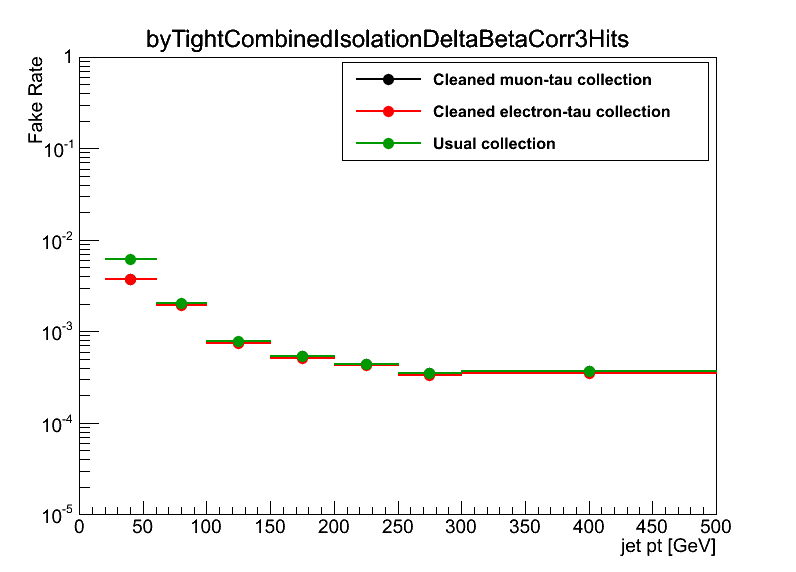 byTightCombinedIsolationDeltaBetaCorr3Hits
Fake Rate
Cleaned muon-tau collection
Cleaned electron-tau collection
Usual collection
1
10^-1
10^-2
10^-3
10^-4
10^-5
0 50 100 150 200 250 300 350 400 450 500
jet pt [GeV]